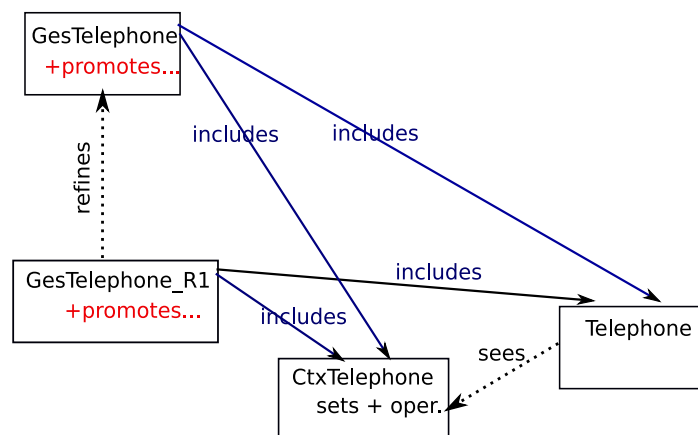 GesTelephone
+promotes...
includes
includes
refines
GesTelephone_R1
+promotes...
includes
includes
Telephone
sees
CtxTelephone
sets + oper.